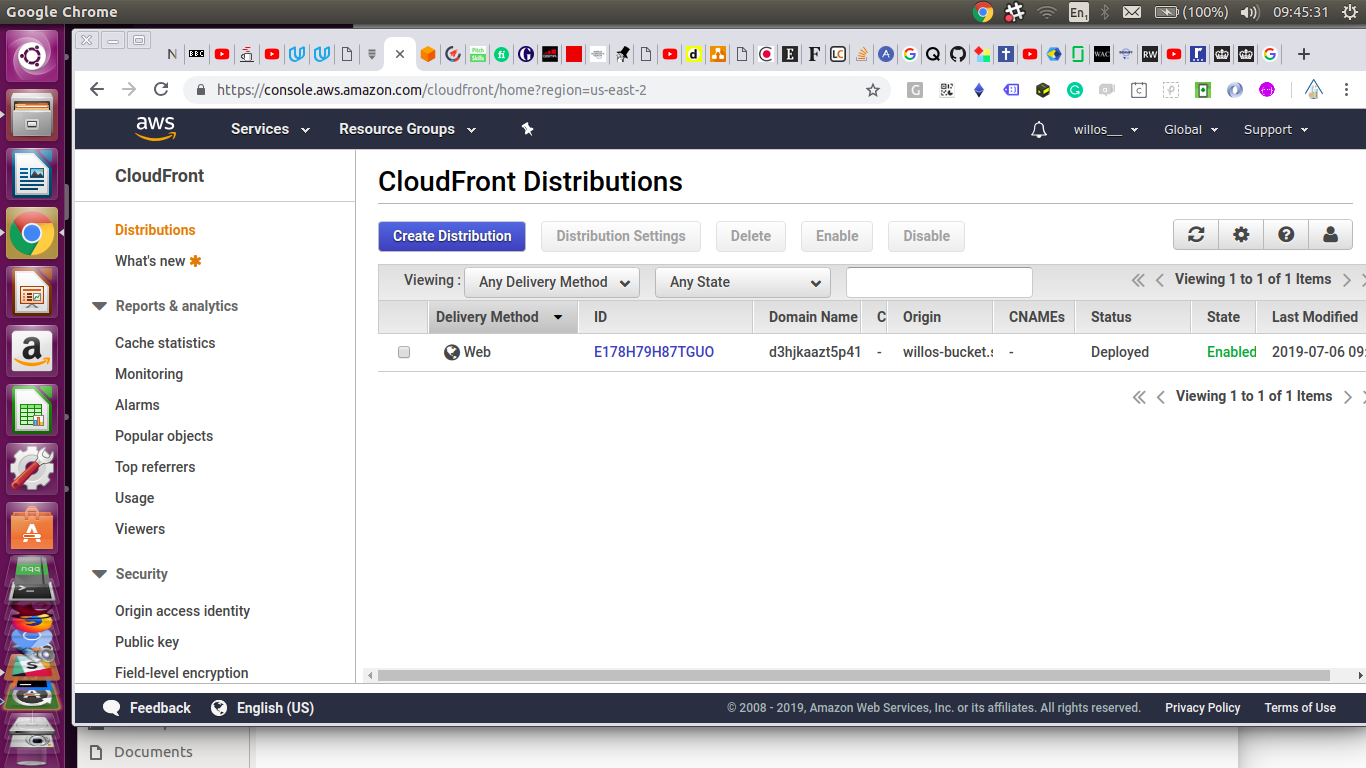 Google Chrome
En1
(100%)
09:45:31
N
BBC
fi
d
E
F
LC
A
G
Q
WAC
RW
r
G
https://console.aws.amazon.com/cloudfront/home?region=us-east-2
aws
Services
Resource Groups
willos__
Global
Support
CloudFront
Distributions
What's new
Reports & analytics
Cache statistics
Monitoring
Alarms
Popular objects
Top referrers
Usage
Viewers
Security
Origin access identity
Public key
Field-level encryption
CloudFront Distributions
Create Distribution
Distribution Settings
Delete
Enable
Disable
Viewing :
Any Delivery Method
Any State
Viewing 1 to 1 of 1 Items
Delivery Method ID Domain Name C Origin CNAMEs Status State Last Modified
Web E178H79H87TGUO d3hjkaazt5p41 - willos-bucket.s - Deployed Enabled 2019-07-06 09:
Viewing 1 to 1 of 1 Items
Feedback
English (US)
© 2008 - 2019, Amazon Web Services, Inc. or its affiliates. All rights reserved.
Privacy Policy
Terms of Use
Documents